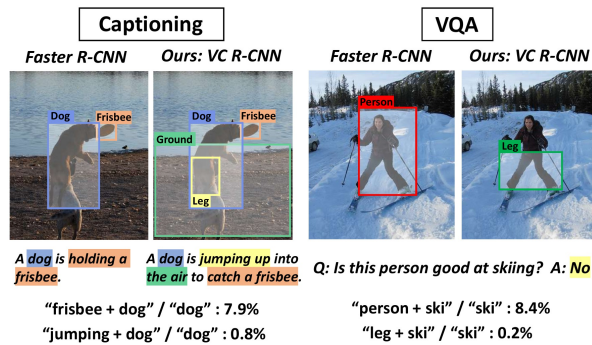 Captioning
VQA
Faster R-CNN
Ours: VC R-CNN
Faster R-CNN
Ours: VC R-CNN
Dog
Frisbee
Dog
Frisbee
Ground
Leg
Person
Leg
A dog is holding a
frisbee.
A dog is jumping up into
the air to catch a frisbee.
Q: Is this person good at skiing? A: No
“frisbee + dog” / “dog” : 7.9%
“jumping + dog” / “dog” : 0.8%
“person + ski” / “ski” : 8.4%
“leg + ski” / “ski” : 0.2%